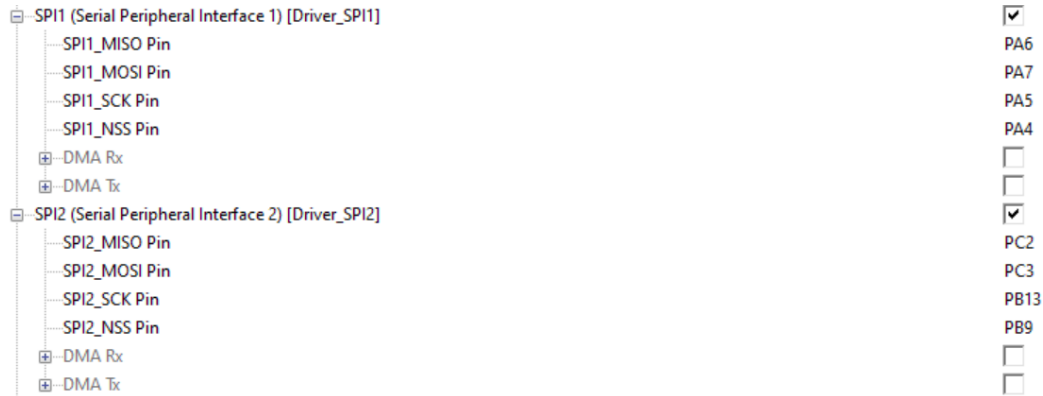 SPI1 (Serial Peripheral Interface 1) [Driver_SPI1]
SPI1_MISO Pin PA6
SPI1_MOSI Pin PA7
SPI1_SCK Pin PA5
SPI1_NSS Pin PA4
DMA Rx
DMA Tx
SPI2 (Serial Peripheral Interface 2) [Driver_SPI2]
SPI2_MISO Pin PC2
SPI2_MOSI Pin PC3
SPI2_SCK Pin PB13
SPI2_NSS Pin PB9
DMA Rx
DMA Tx